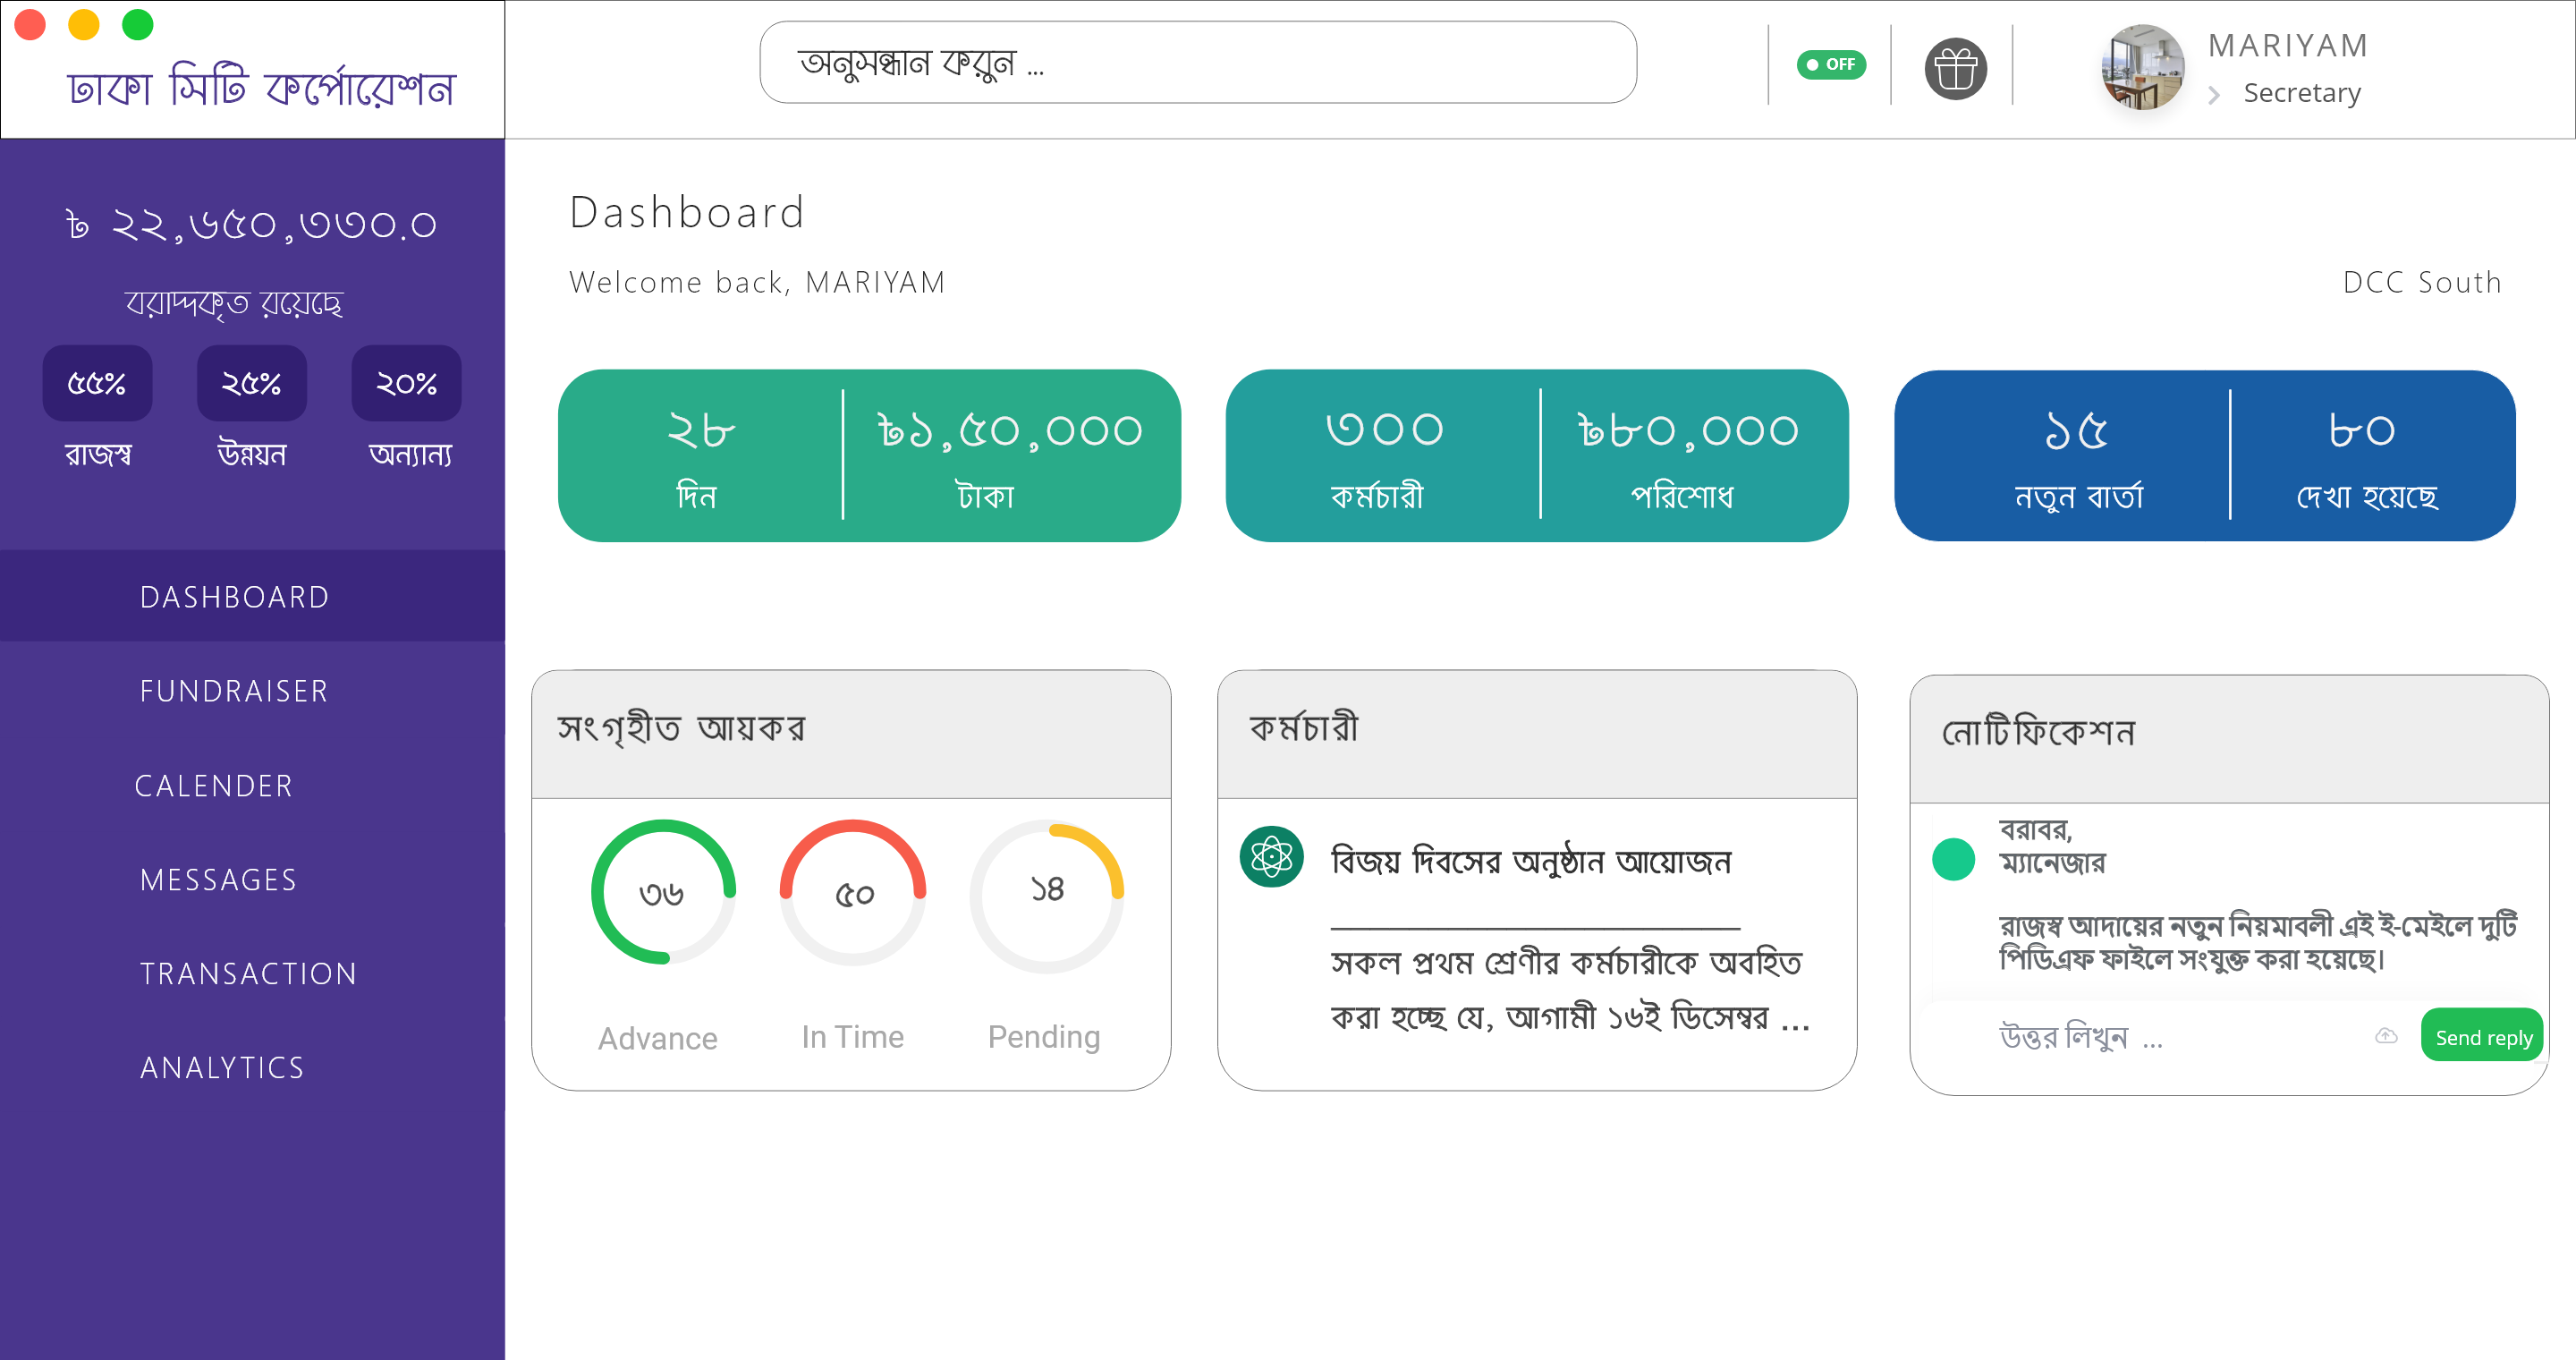 ঢাকা সিটি কর্পোরেশন
অনুসন্ধান করুন ...
OFF
MARIYAM
Secretary
৳ ২২,৬৫০,৩৩০.০
বরাদ্দকৃত রয়েছে
৫৫%
২৫%
২০%
রাজস্ব
উন্নয়ন
অন্যান্য
DASHBOARD
FUNDRAISER
CALENDER
MESSAGES
TRANSACTION
ANALYTICS
Dashboard
Welcome back, MARIYAM
DCC South
২৮
দিন
৳১,৫০,০০০
টাকা
৩০০
কর্মচারী
৳৮০,০০০
পরিশোধ
১৫
নতুন বার্তা
৮০
দেখা হয়েছে
সংগৃহীত আয়কর
৩৬
৫০
১৪
Advance
In Time
Pending
কর্মচারী
বিজয় দিবসের অনুষ্ঠান আয়োজন
সকল প্রথম শ্রেণীর কর্মচারীকে অবহিত
করা হচ্ছে যে, আগামী ১৬ই ডিসেম্বর ...
নোটিফিকেশন
বরাবর,
ম্যানেজার
রাজস্ব আদায়ের নতুন নিয়মাবলী এই ই-মেইলে দুটি
পিডিএফ ফাইলে সংযুক্ত করা হয়েছে।
উত্তর লিখুন ...
Send reply